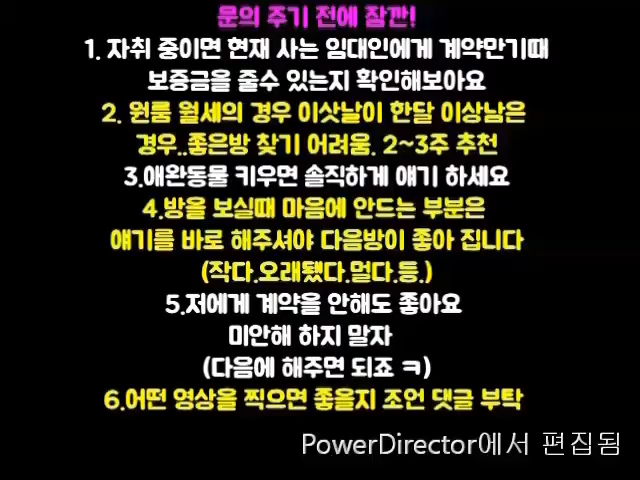 문의 주기 전에 잠깐!
1. 자취 중이면 현재 사는 임대인에게 계약만기때
보증금을 줄수 있는지 확인해보아요
2. 원룸 월세의 경우 이삿날이 한달 이상남은
경우..좋은방 찾기 어려움. 2~3주 추천
3.애완동물 키우면 솔직하게 얘기 하세요
4.방을 보실때 마음에 안드는 부분은
얘기를 바로 해주셔야 다음방이 좋아 집니다
(작다.오래됐다.멀다.등.)
5.저에게 계약을 안해도 좋아요
미안해 하지 말자
(다음에 해주면 되죠 ㅋ)
6.어떤 영상을 찍으면 좋을지 조언 댓글 부탁
PowerDirector에서 편집됨